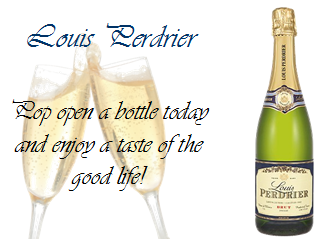 Louis Perdrier
Pop open a bottle today
and enjoy a taste of the
good life!
LOUIS PERDRIER
Louis
PERDRIER
BRUT